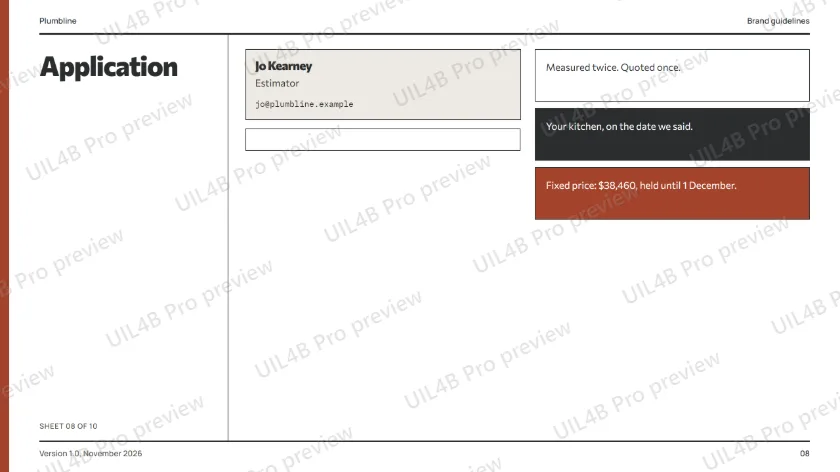 Plumbline
Brand guidelines
Application
Jo Kearney
Estimator
jo@plumbline.example
Measured twice. Quoted once.
Your kitchen, on the date we said.
Fixed price: $38,460, held until 1 December.
SHEET 08 OF 10
Version 1.0, November 2026
08
UIL4B Pro preview